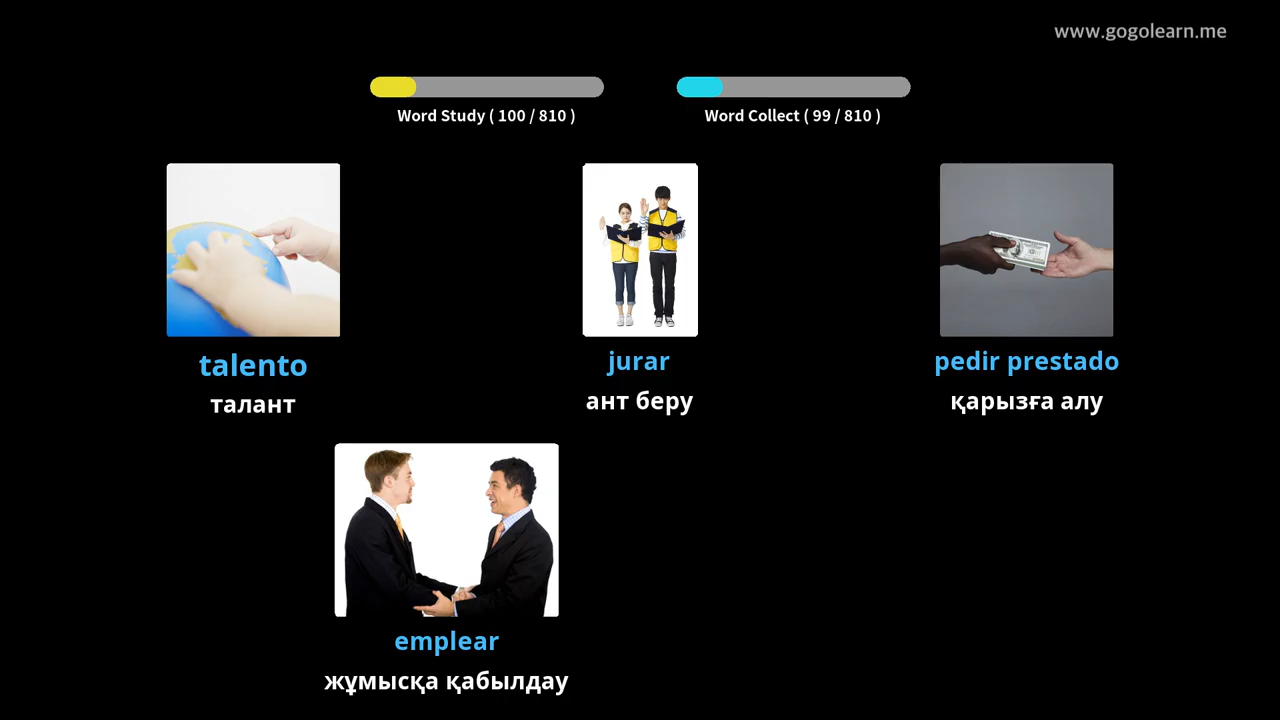 www.gogolearn.me
Word Study ( 100 / 810 )
Word Collect ( 99 / 810 )
talento
талант
jurar
ант беру
pedir prestado
қарызға алу
emplear
жұмысқа қабылдау